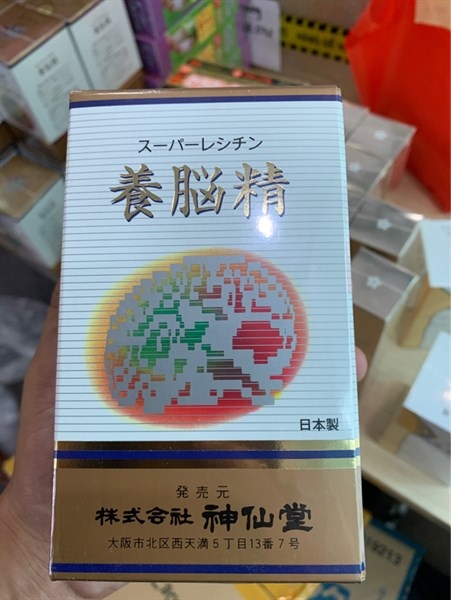 スーパーレシチン
養脳精
日本製
発売元
株式会社 神仙堂
大阪市北区西天満5丁目13番7号